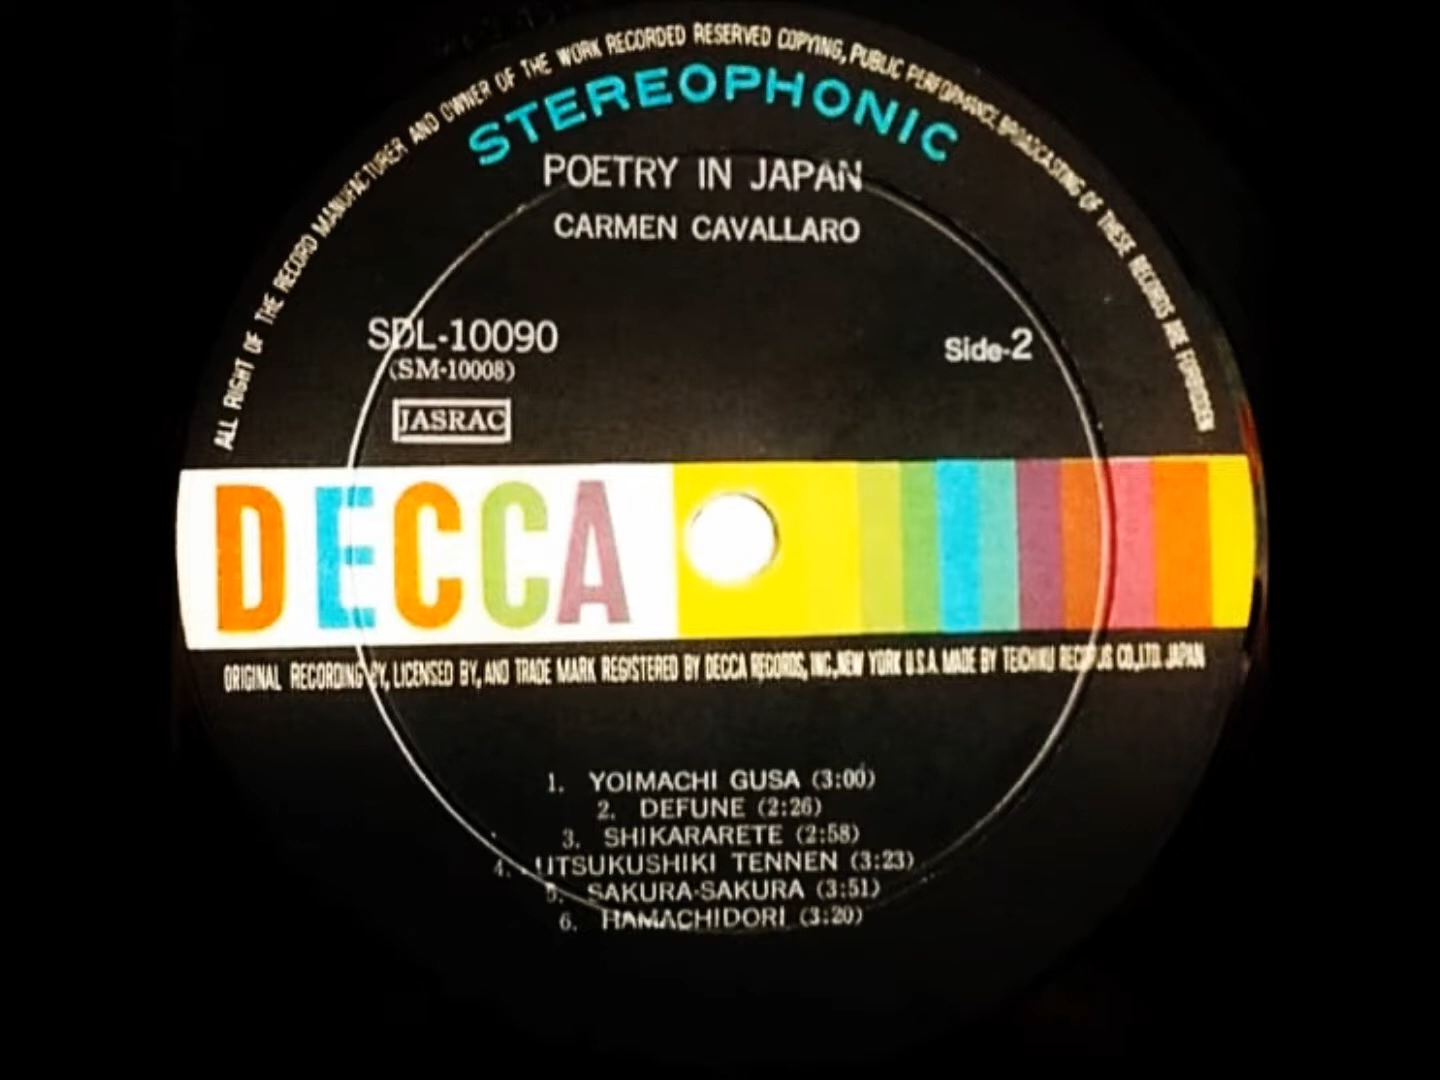 ALL RIGHT OF THE RECORD MANUFACTURER AND OWNER OF THE WORK RECORDED RESERVED COPYING, PUBLIC PERFORMANCE, BROADCASTING OF THESE RECORDS ARE FORBIDDEN
STEREOPHONIC
POETRY IN JAPAN
CARMEN CAVALLARO
SDL-10090
(SM-10008)
Side-2
JASRAC
DECCA
ORIGINAL RECORDING BY, LICENSED BY, AND TRADE MARK REGISTERED BY DECCA RECORDS, INC., NEW YORK U.S.A. MADE BY TEICHIKU RECORDS CO., LTD. JAPAN
1. YOIMACHI GUSA (3:00)
2. DEFUNE (2:26)
3. SHIKARARETE (2:58)
4. UTSUKUSHIKI TENNEN (3:23)
5. SAKURA-SAKURA (3:51)
6. HAMACHIDORI (3:20)